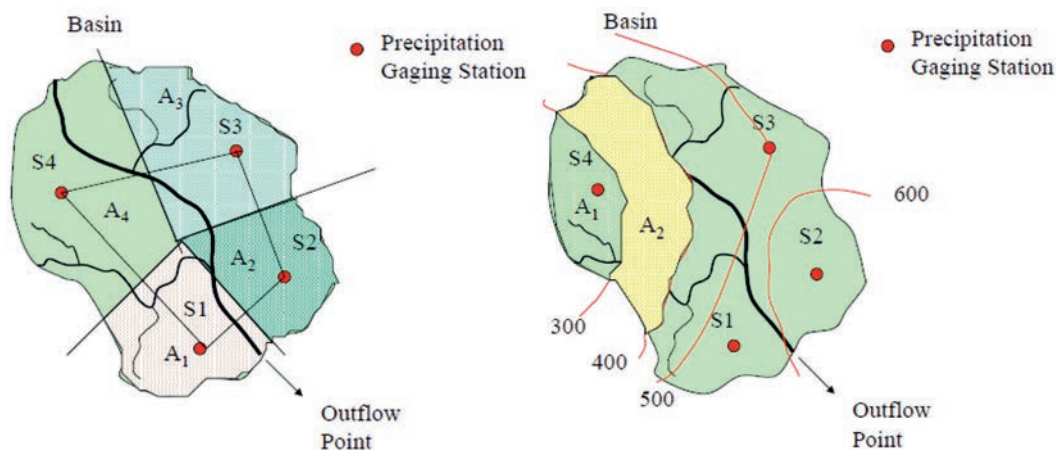 Basin
Precipitation
Gaging Station
A3
S3
S4
A4
A2
S2
S1
A1
Outflow
Point
Basin
Precipitation
Gaging Station
S3
S4
A1
600
A2
S2
S1
300
400
500
Outflow
Point